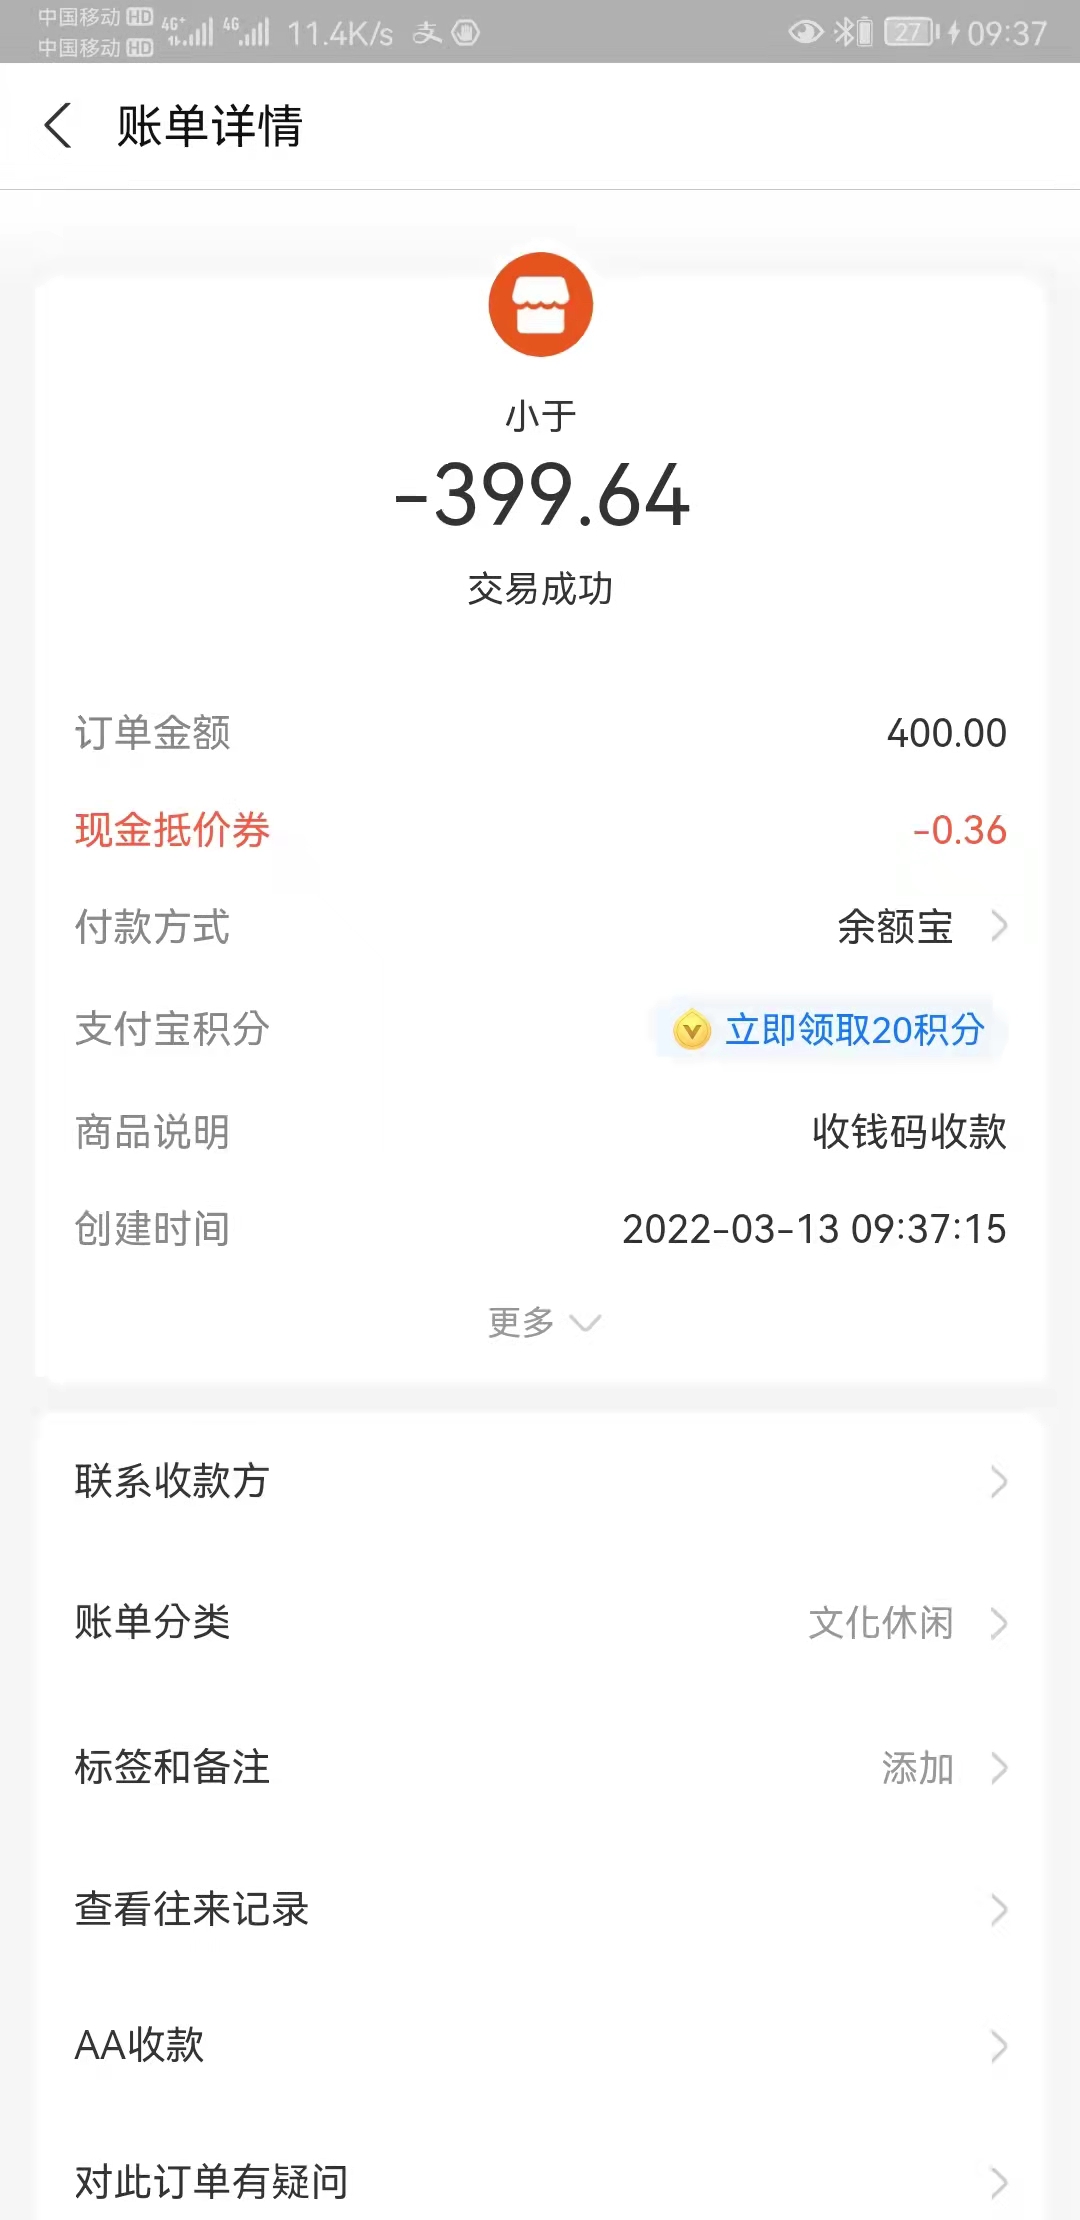 中国移动 HD 4G+ 4G 11.4K/s 支 27 09:37
中国移动 HD
账单详情
小于
-399.64
交易成功
订单金额 400.00
现金抵价券 -0.36
付款方式 余额宝
支付宝积分 立即领取20积分
商品说明 收钱码收款
创建时间 2022-03-13 09:37:15
更多
联系收款方
账单分类 文化休闲
标签和备注 添加
查看往来记录
AA收款
对此订单有疑问